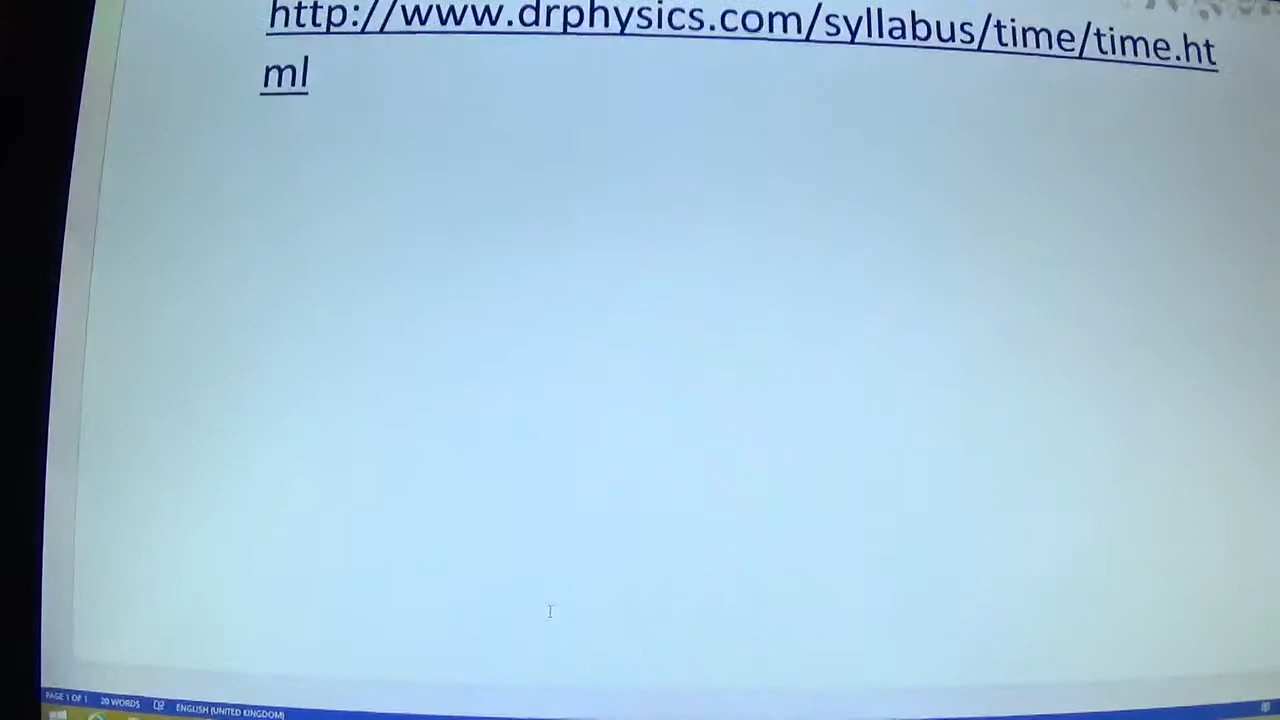 http://www.drphysics.com/syllabus/time/time.ht
ml
PAGE 1 OF 1 20 WORDS ENGLISH (UNITED KINGDOM)